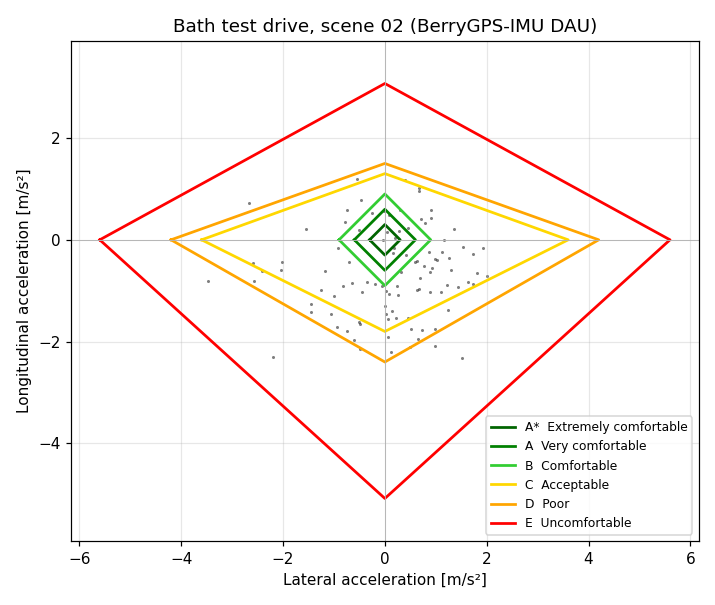 Bath test drive, scene 02 (BerryGPS-IMU DAU)
Longitudinal acceleration [m/s²]
2
0
−2
−4
A*  Extremely comfortable
A  Very comfortable
B  Comfortable
C  Acceptable
D  Poor
E  Uncomfortable
−6 −4 −2 0 2 4 6
Lateral acceleration [m/s²]